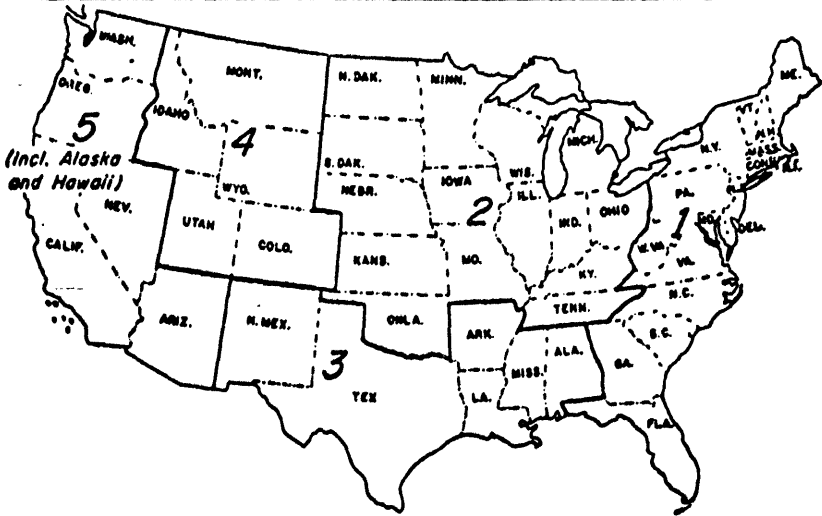 WASH.
OREG.
5
(Incl. Alaska
and Hawaii)
NEV.
CALIF.
MONT.
IDAHO
4
WYO.
UTAH
COLO.
ARIZ.
N. MEX.
3
TEX
N. DAK.
S. DAK.
NEBR.
KANS.
OKLA.
MINN.
IOWA
2
MO.
WIS.
ILL.
MICH.
IND.
OHIO
KY.
TENN.
ARK.
LA.
MISS.
ALA.
ME.
VT.
N.H.
MASS.
CONN.
R.I.
N.Y.
PA.
1
MD.
DEL.
W. VA.
VA.
N.C.
S.C.
GA.
FLA.